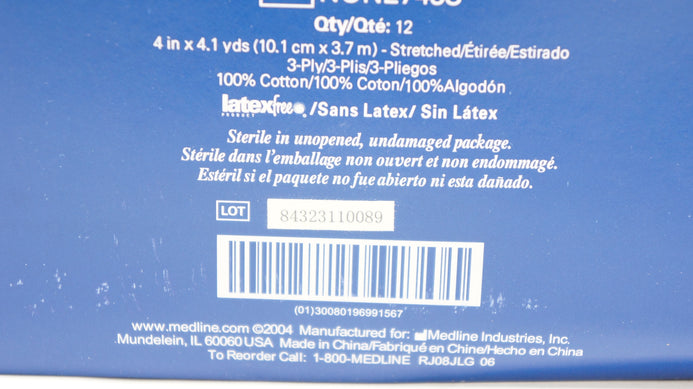 Qty/Qté: 12
4 in x 4.1 yds (10.1 cm x 3.7 m) - Stretched/Étirée/Estirado
3-Ply/3-Plis/3-Pliegos
100% Cotton/100% Coton/100%Algodón
latexfree /Sans Latex/ Sin Látex
PRODUCT
Sterile in unopened, undamaged package.
Stérile dans l'emballage non ouvert et non endommagé.
Estéril si el paquete no fue abierto ni esta dañado.
LOT 84323110089
(01)30080196991567
www.medline.com ©2004 Manufactured for: Medline Industries, Inc.
Mundelein, IL 60060 USA Made in China/Fabriqué en Chine/Hecho en China
To Reorder Call: 1-800-MEDLINE RJ08JLG 06